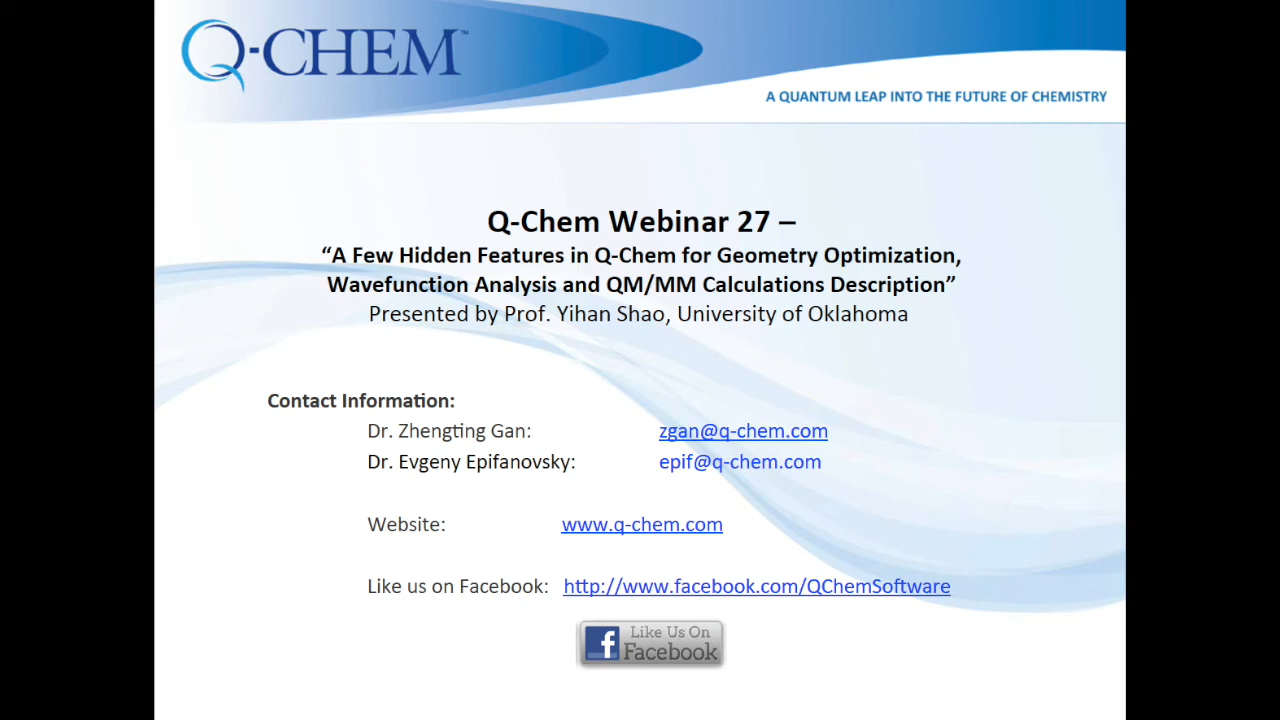 Q-CHEM™
A QUANTUM LEAP INTO THE FUTURE OF CHEMISTRY
Q-Chem Webinar 27 –
“A Few Hidden Features in Q-Chem for Geometry Optimization,
Wavefunction Analysis and QM/MM Calculations Description”
Presented by Prof. Yihan Shao, University of Oklahoma
Contact Information:
Dr. Zhengting Gan: zgan@q-chem.com
Dr. Evgeny Epifanovsky: epif@q-chem.com
Website: www.q-chem.com
Like us on Facebook: http://www.facebook.com/QChemSoftware
f Like Us On
Facebook